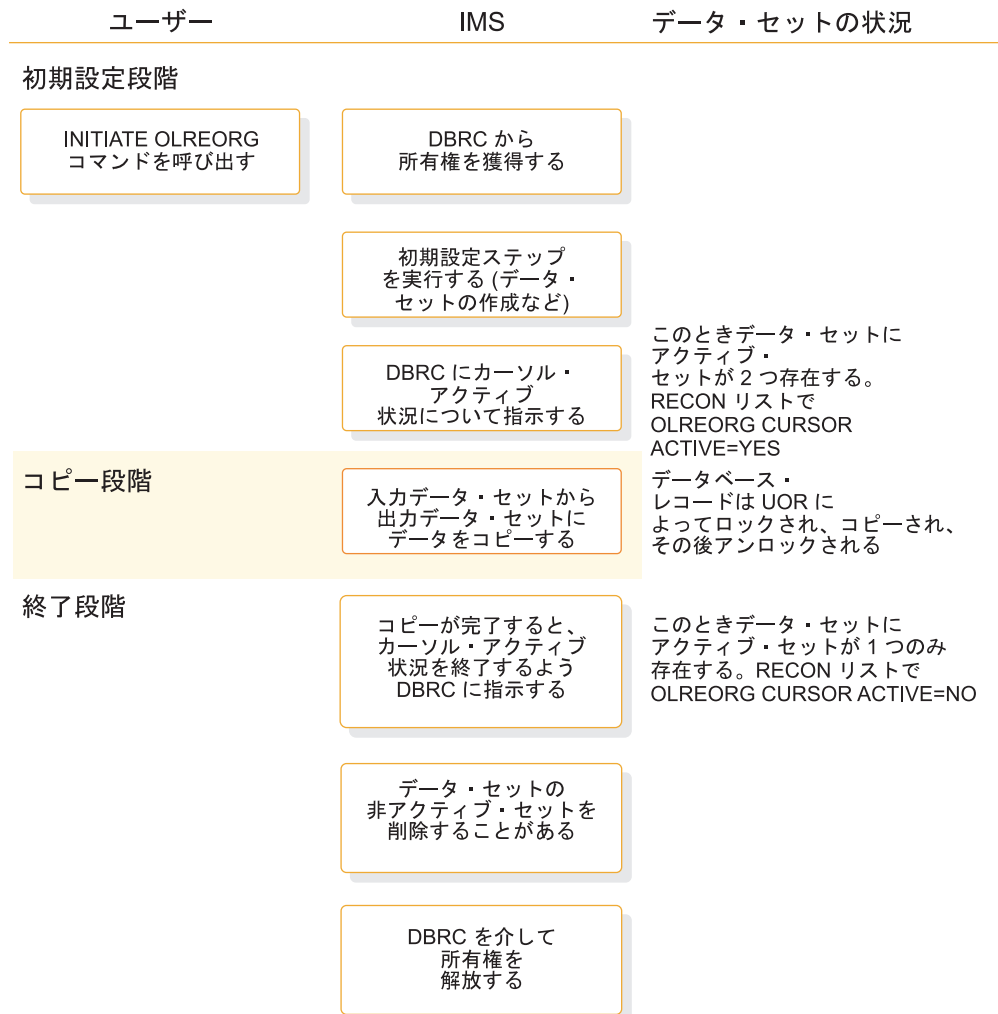 ユーザー
IMS
データ・セットの状況
初期設定段階
INITIATE OLREORG
コマンドを呼び出す
DBRC から
所有権を獲得する
初期設定ステップ
を実行する (データ・
セットの作成など)
DBRC にカーソル・
アクティブ
状況について指示する
このときデータ・セットに
アクティブ・
セットが 2 つ存在する。
RECON リストで
OLREORG CURSOR
ACTIVE=YES
コピー段階
入力データ・セットから
出力データ・セットに
データをコピーする
データベース・
レコードは UOR に
よってロックされ、コピーされ、
その後アンロックされる
終了段階
コピーが完了すると、
カーソル・アクティブ
状況を終了するよう
DBRC に指示する
このときデータ・セットに
アクティブ・セットが 1 つのみ
存在する。RECON リストで
OLREORG CURSOR ACTIVE=NO
データ・セットの
非アクティブ・セットを
削除することがある
DBRC を介して
所有権を
解放する